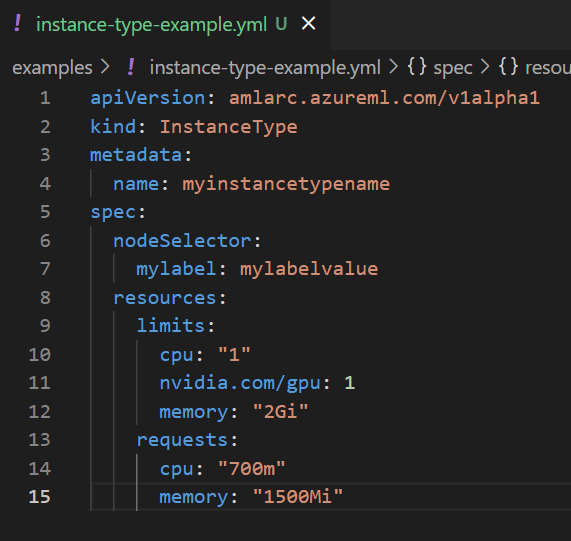 ! instance-type-example.yml U ×
examples > ! instance-type-example.yml > {} spec > {} resou
1 apiVersion: amlarc.azureml.com/v1alpha1
2 kind: InstanceType
3 metadata:
4   name: myinstancetypename
5 spec:
6   nodeSelector:
7     mylabel: mylabelvalue
8   resources:
9     limits:
10       cpu: "1"
11       nvidia.com/gpu: 1
12       memory: "2Gi"
13     requests:
14       cpu: "700m"
15       memory: "1500Mi"